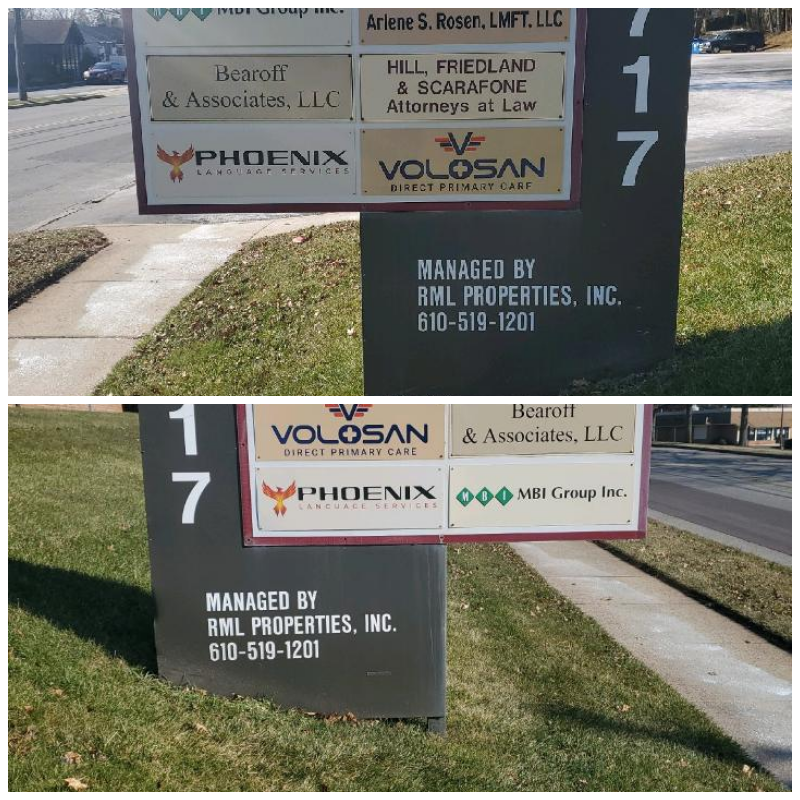 MBI
MBI Group Inc.
Arlene S. Rosen, LMFT, LLC
Bearoff
& Associates, LLC
HILL, FRIEDLAND
& SCARAFONE
Attorneys at Law
PHOENIX
LANGUAGE SERVICES
VOLOSAN
DIRECT PRIMARY CARE
7
1
7
MANAGED BY
RML PROPERTIES, INC.
610-519-1201
1
7
VOLOSAN
DIRECT PRIMARY CARE
Bearoff
& Associates, LLC
PHOENIX
LANGUAGE SERVICES
MBI MBI Group Inc.
MANAGED BY
RML PROPERTIES, INC.
610-519-1201